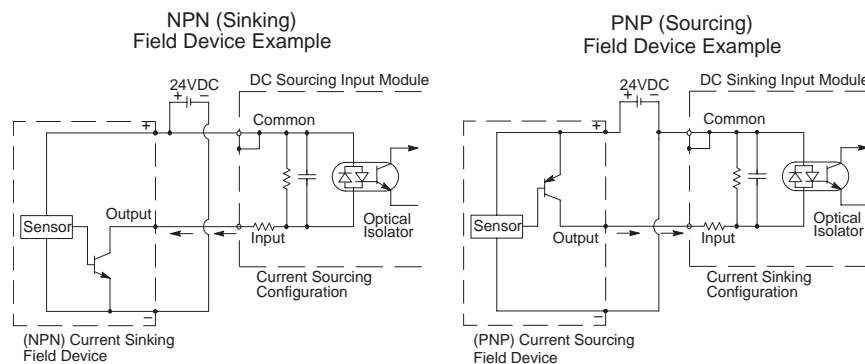 NPN (Sinking)
Field Device Example
24VDC
+ −
DC Sourcing Input Module
+
Common
Sensor
Output
Input
Optical
Isolator
Current Sourcing
Configuration
−
(NPN) Current Sinking
Field Device
PNP (Sourcing)
Field Device Example
24VDC
+ −
DC Sinking Input Module
+
Common
Sensor
Output
Input
Optical
Isolator
Current Sinking
Configuration
−
(PNP) Current Sourcing
Field Device